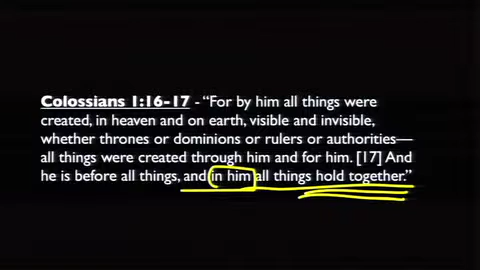 Colossians 1:16-17 - “For by him all things were
created, in heaven and on earth, visible and invisible,
whether thrones or dominions or rulers or authorities—
all things were created through him and for him. [17] And
he is before all things, and in him all things hold together.”